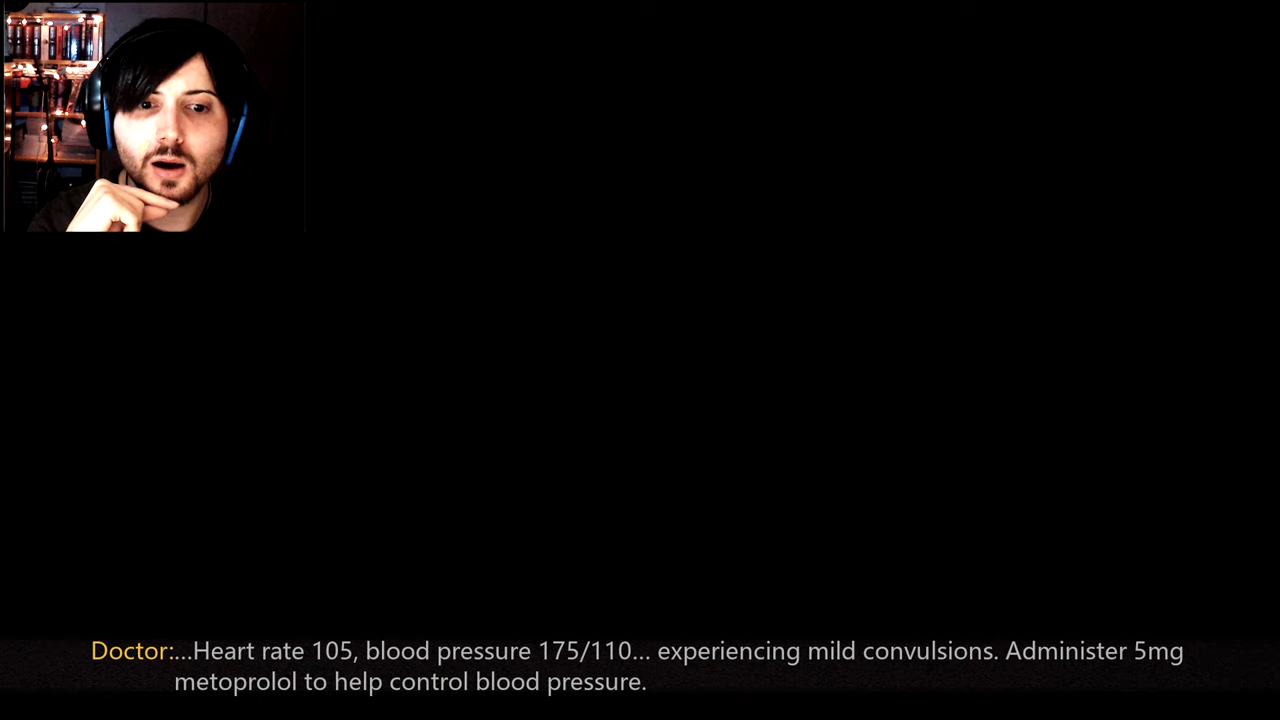 Doctor:...Heart rate 105, blood pressure 175/110... experiencing mild convulsions. Administer 5mg
metoprolol to help control blood pressure.